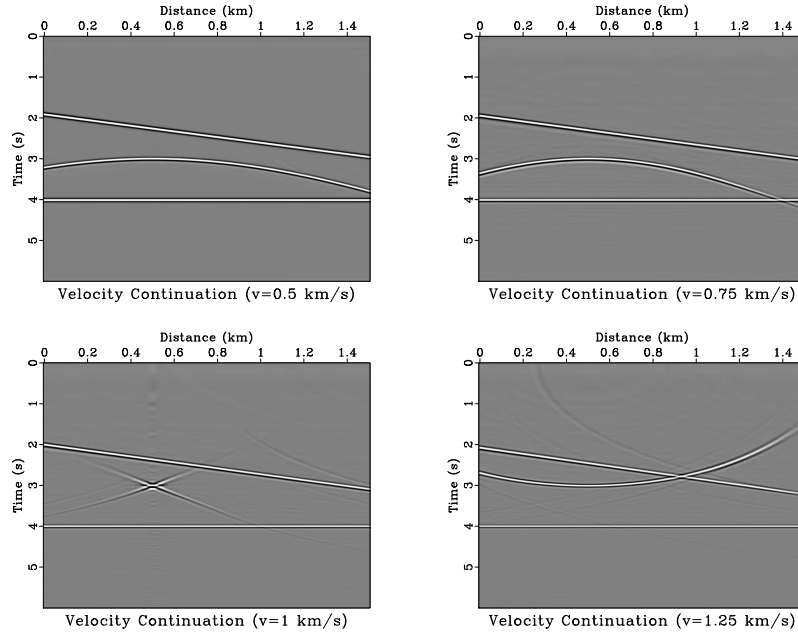 Distance (km)
0 0.2 0.4 0.6 0.8 1 1.2 1.4
Time (s)
0
1
2
3
4
5
Velocity Continuation (v=0.5 km/s)
Distance (km)
0 0.2 0.4 0.6 0.8 1 1.2 1.4
Time (s)
0
1
2
3
4
5
Velocity Continuation (v=0.75 km/s)
Distance (km)
0 0.2 0.4 0.6 0.8 1 1.2 1.4
Time (s)
0
1
2
3
4
5
Velocity Continuation (v=1 km/s)
Distance (km)
0 0.2 0.4 0.6 0.8 1 1.2 1.4
Time (s)
0
1
2
3
4
5
Velocity Continuation (v=1.25 km/s)